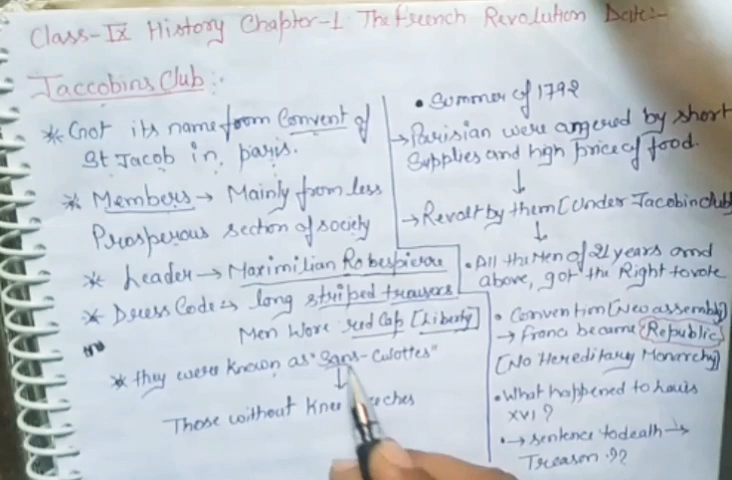 Class-IX History Chapter-1 The French Revolution Date:-
Jaccobins Club:-
* Got its name from Convent of
St Jacob in paris.
* Members → Mainly from less
Prosperous section of society
* Leader → Maximilian Robespierre
* Dress Code → long striped trousers
Men Wore red Cap [Liberty]
* they were known as "Sans-Culottes"
↓
Those without knee
• Summer of 1792
→ Parisian were angered by short
Supplies and high price of food.
↓
→ Revolt by them [Under Jacobin club]
↓
• All the Men of 21 years and
above, got the Right to vote
• Convention [New assembly]
→ Franc became Republic
[No Hereditary Monarchy]
• What happened to
XVI?
• → sentence to death →
Treason.